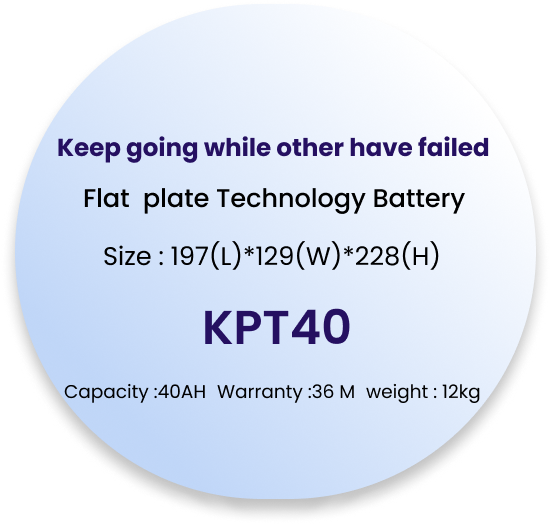 Keep going while other have failed
Flat plate Technology Battery
Size : 197(L)*129(W)*228(H)
KPT40
Capacity :40AH Warranty :36 M weight : 12kg